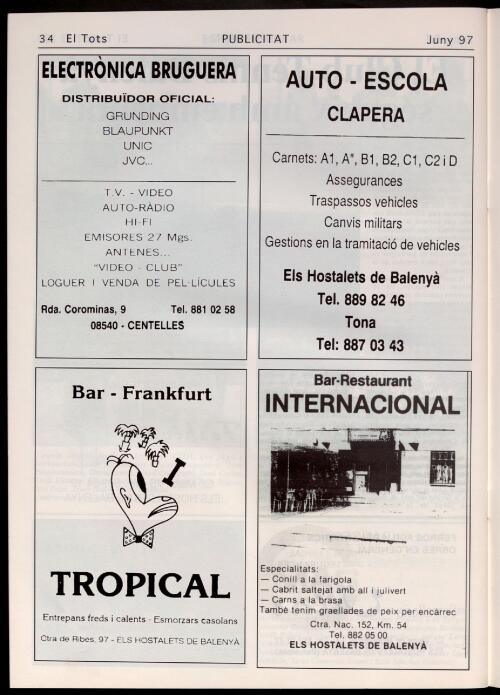 34 El Tots
PUBLICITAT
Juny 97
ELECTRÒNICA BRUGUERA
DISTRIBUÏDOR OFICIAL:
GRUNDING
BLAUPUNKT
UNIC
JVC...
T.V. - VIDEO
AUTO-RÀDIO
HI-FI
EMISORES 27 Mgs.
ANTENES...
"VIDEO - CLUB"
LOGUER I VENDA DE PEL·LÍCULES
Rda. Corominas, 9 Tel. 881 02 58
08540 - CENTELLES
AUTO - ESCOLA
CLAPERA
Carnets: A1, A", B1, B2, C1, C2 i D
Assegurances
Traspassos vehicles
Canvis militars
Gestions en la tramitació de vehicles
Els Hostalets de Balenyà
Tel. 889 82 46
Tona
Tel: 887 03 43
Bar - Frankfurt
TROPICAL
Entrepans freds i calents - Esmorzars casolans
Ctra de Ribes, 97 - ELS HOSTALETS DE BALENYÀ
Bar-Restaurant
INTERNACIONAL
Especialitats:
— Conill a la farigola
— Cabrit saltejat amb all i julivert
— Carns a la brasa
També tenim graellades de peix per encàrrec
Ctra. Nac. 152, Km. 54
Tel. 882 05 00
ELS HOSTALETS DE BALENYÀ